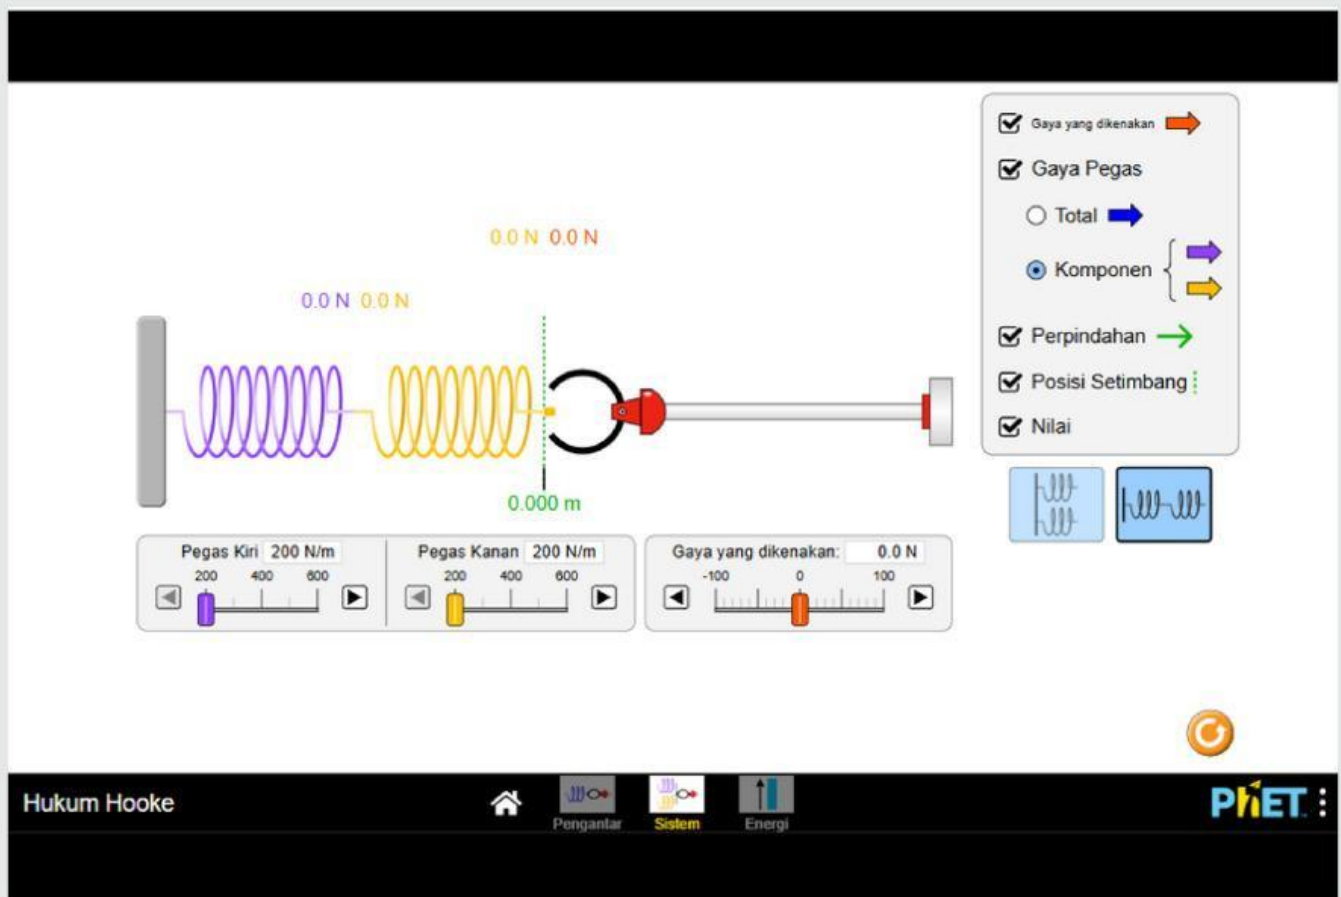 Gaya yang dikenakan
Gaya Pegas
Total
Komponen
Perpindahan
Posisi Setimbang
Nilai
0.0 N 0.0 N
0.0 N 0.0 N
0.000 m
Pegas Kiri 200 N/m
200 400 600
Pegas Kanan 200 N/m
200 400 600
Gaya yang dikenakan: 0.0 N
-100 0 100
Hukum Hooke
Pengantar
Sistem
Energi
PhET